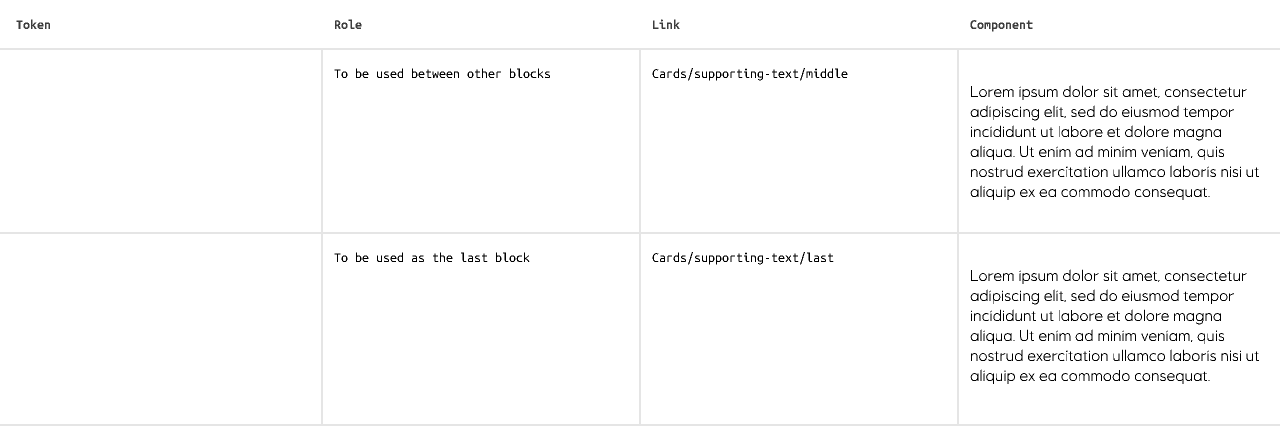 Token Role Link Component
To be used between other blocks Cards/supporting-text/middle
Lorem ipsum dolor sit amet, consectetur
adipiscing elit, sed do eiusmod tempor
incididunt ut labore et dolore magna
aliqua. Ut enim ad minim veniam, quis
nostrud exercitation ullamco laboris nisi ut
aliquip ex ea commodo consequat.
To be used as the last block Cards/supporting-text/last
Lorem ipsum dolor sit amet, consectetur
adipiscing elit, sed do eiusmod tempor
incididunt ut labore et dolore magna
aliqua. Ut enim ad minim veniam, quis
nostrud exercitation ullamco laboris nisi ut
aliquip ex ea commodo consequat.